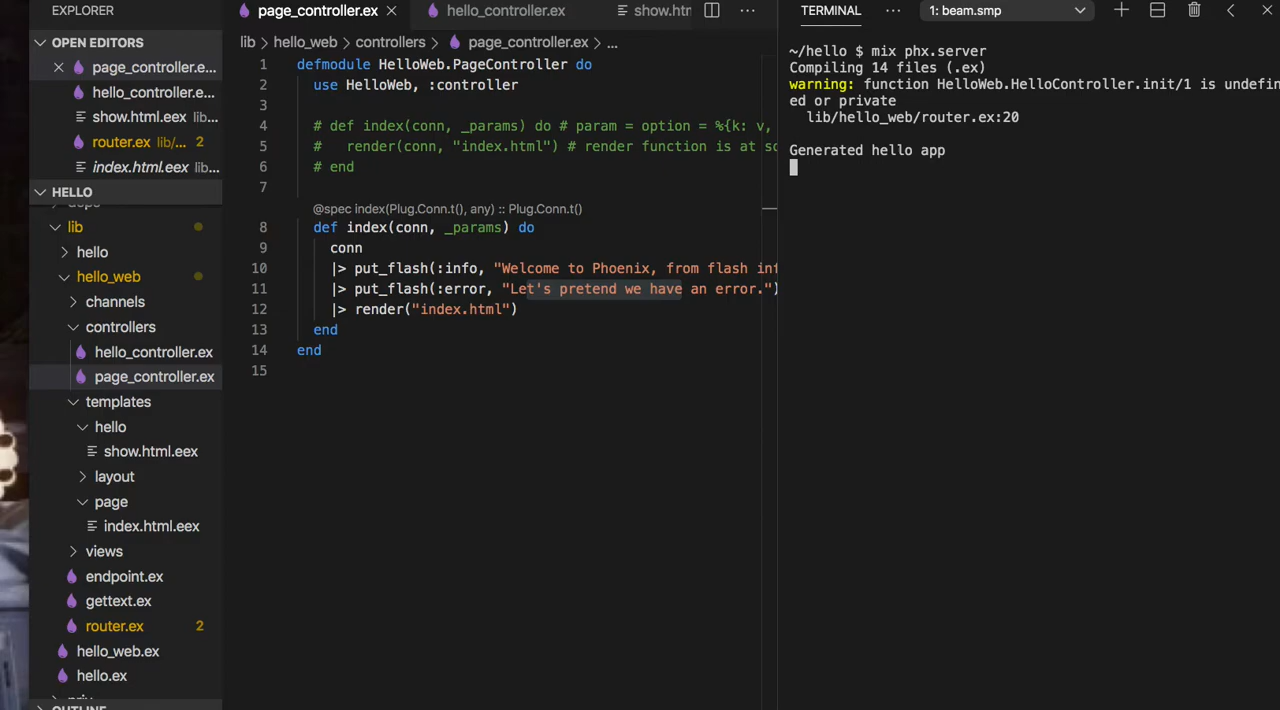 EXPLORER
OPEN EDITORS
page_controller.e...
hello_controller.e...
show.html.eex lib...
router.ex lib/... 2
index.html.eex lib...
HELLO
lib
hello
hello_web
channels
controllers
hello_controller.ex
page_controller.ex
templates
hello
show.html.eex
layout
page
index.html.eex
views
endpoint.ex
gettext.ex
router.ex 2
hello_web.ex
hello.ex
page_controller.ex
hello_controller.ex
show.htm
lib > hello_web > controllers > page_controller.ex > ...
1 defmodule HelloWeb.PageController do
2 use HelloWeb, :controller
3
4 # def index(conn, _params) do # param = option = %{k: v,
5 #   render(conn, "index.html") # render function is at so
6 # end
7
@spec index(Plug.Conn.t(), any) :: Plug.Conn.t()
8 def index(conn, _params) do
9 conn
10 |> put_flash(:info, "Welcome to Phoenix, from flash inf
11 |> put_flash(:error, "Let's pretend we have an error.")
12 |> render("index.html")
13 end
14 end
15
TERMINAL ... 1: beam.smp
~/hello $ mix phx.server
Compiling 14 files (.ex)
warning: function HelloWeb.HelloController.init/1 is undefin
ed or private
lib/hello_web/router.ex:20
Generated hello app